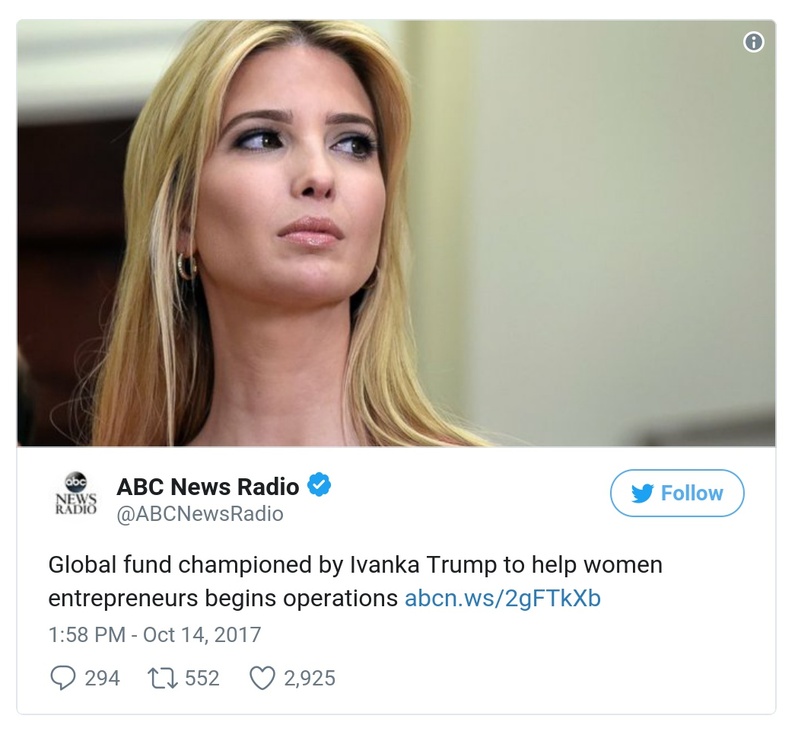 abc
NEWS
RADIO
ABC News Radio
@ABCNewsRadio
Follow
Global fund championed by Ivanka Trump to help women
entrepreneurs begins operations abcn.ws/2gFTkXb
1:58 PM - Oct 14, 2017
294 552 2,925